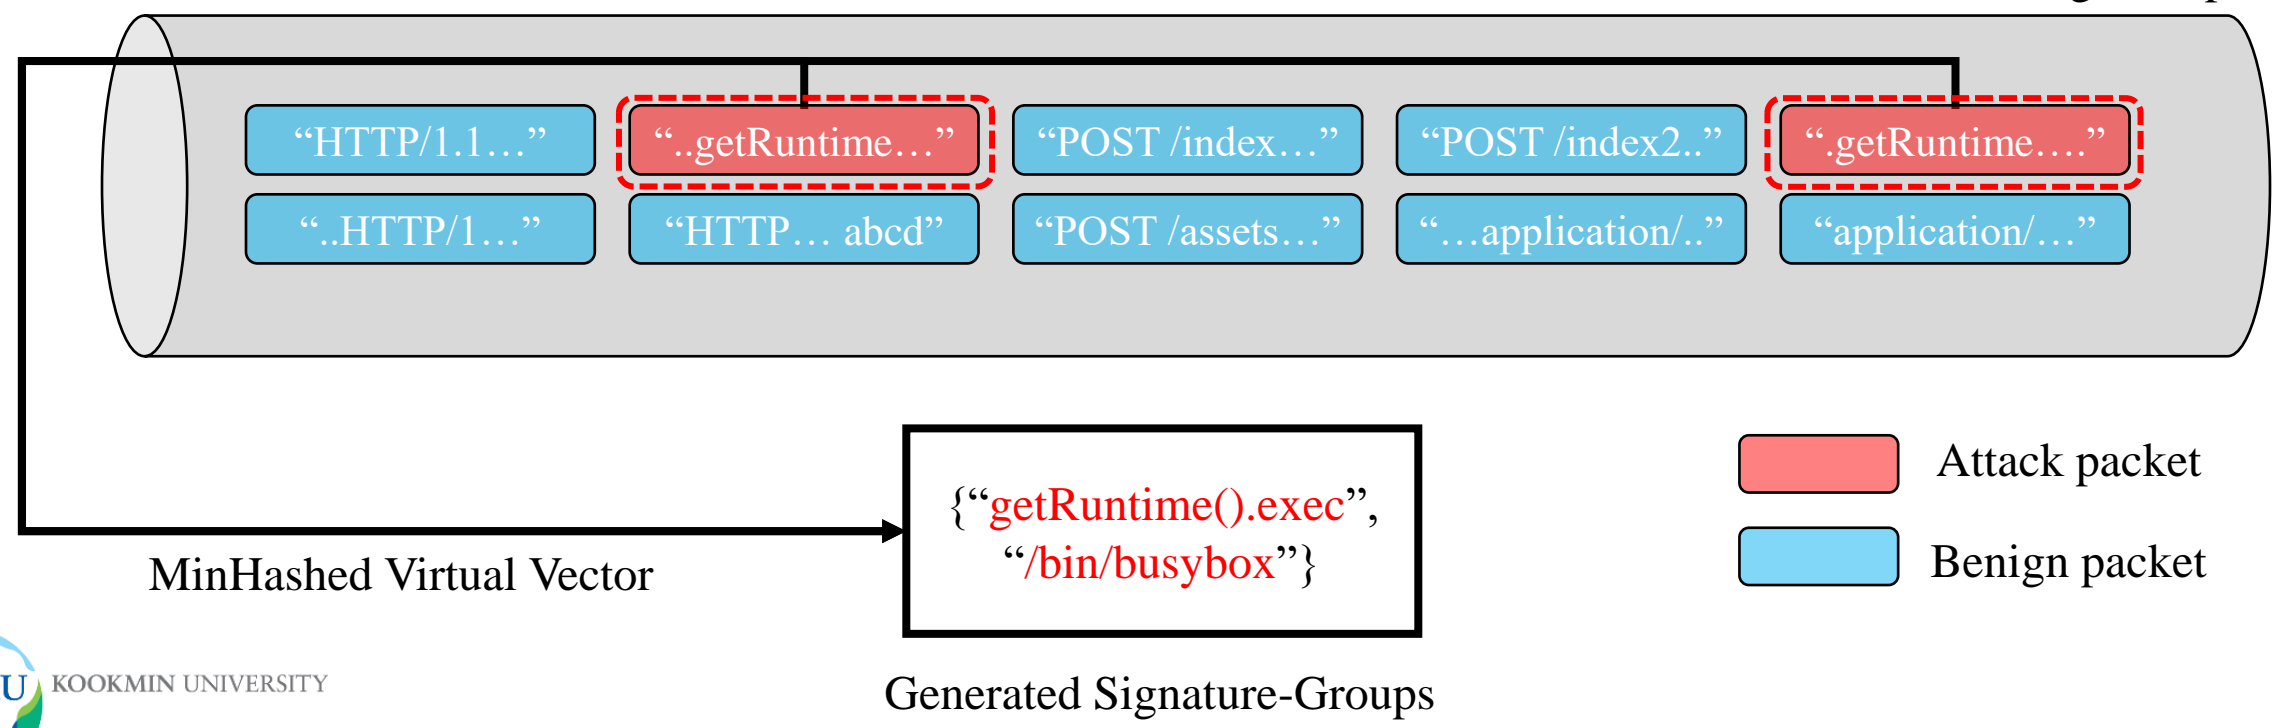 “HTTP/1.1…” “..getRuntime…” “POST /index…” “POST /index2..” “.getRuntime….”
“..HTTP/1…” “HTTP… abcd” “POST /assets…” “…application/..” “application/…”
{“getRuntime().exec”,
“/bin/busybox”}
Attack packet
Benign packet
MinHashed Virtual Vector
KOOKMIN UNIVERSITY
Generated Signature-Groups